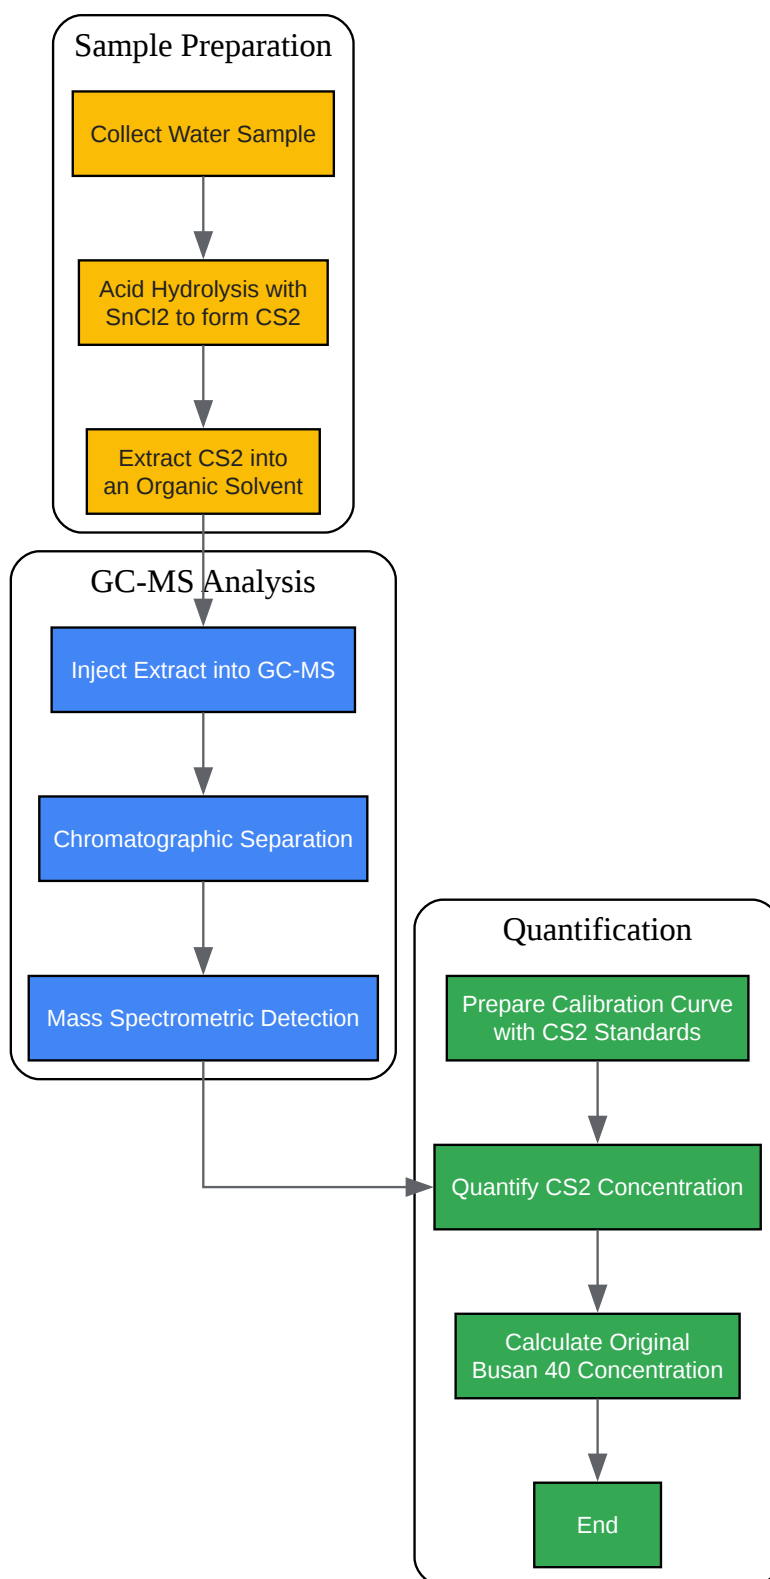 Sample Preparation
Collect Water Sample
Acid Hydrolysis with
SnCl2 to form CS2
Extract CS2 into
an Organic Solvent
GC-MS Analysis
Inject Extract into GC-MS
Chromatographic Separation
Mass Spectrometric Detection
Quantification
Prepare Calibration Curve
with CS2 Standards
Quantify CS2 Concentration
Calculate Original
Busan 40 Concentration
End